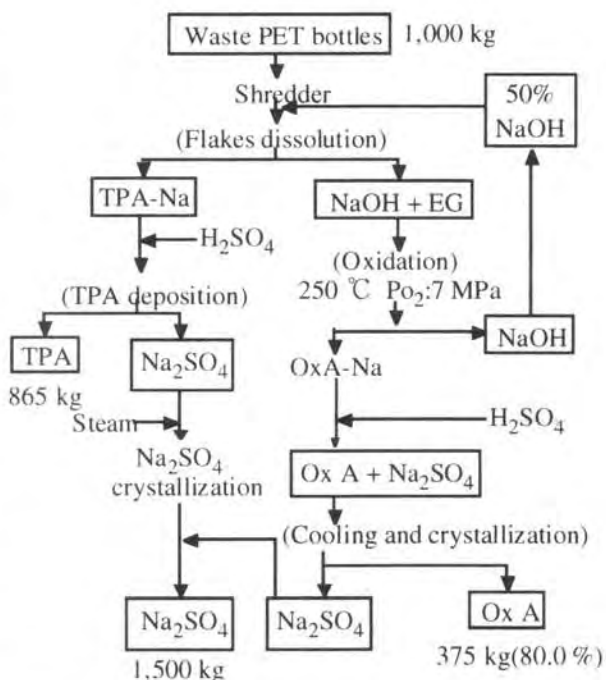 Waste PET bottles 1,000 kg
Shredder
50%
NaOH
(Flakes dissolution)
TPA-Na
NaOH + EG
H₂SO₄
(Oxidation)
250 ℃ Po₂:7 MPa
(TPA deposition)
NaOH
TPA
Na₂SO₄
OxA-Na
865 kg
Steam
H₂SO₄
Na₂SO₄
crystallization
Ox A + Na₂SO₄
(Cooling and crystallization)
Na₂SO₄
Na₂SO₄
Ox A
1,500 kg
375 kg(80.0 %)